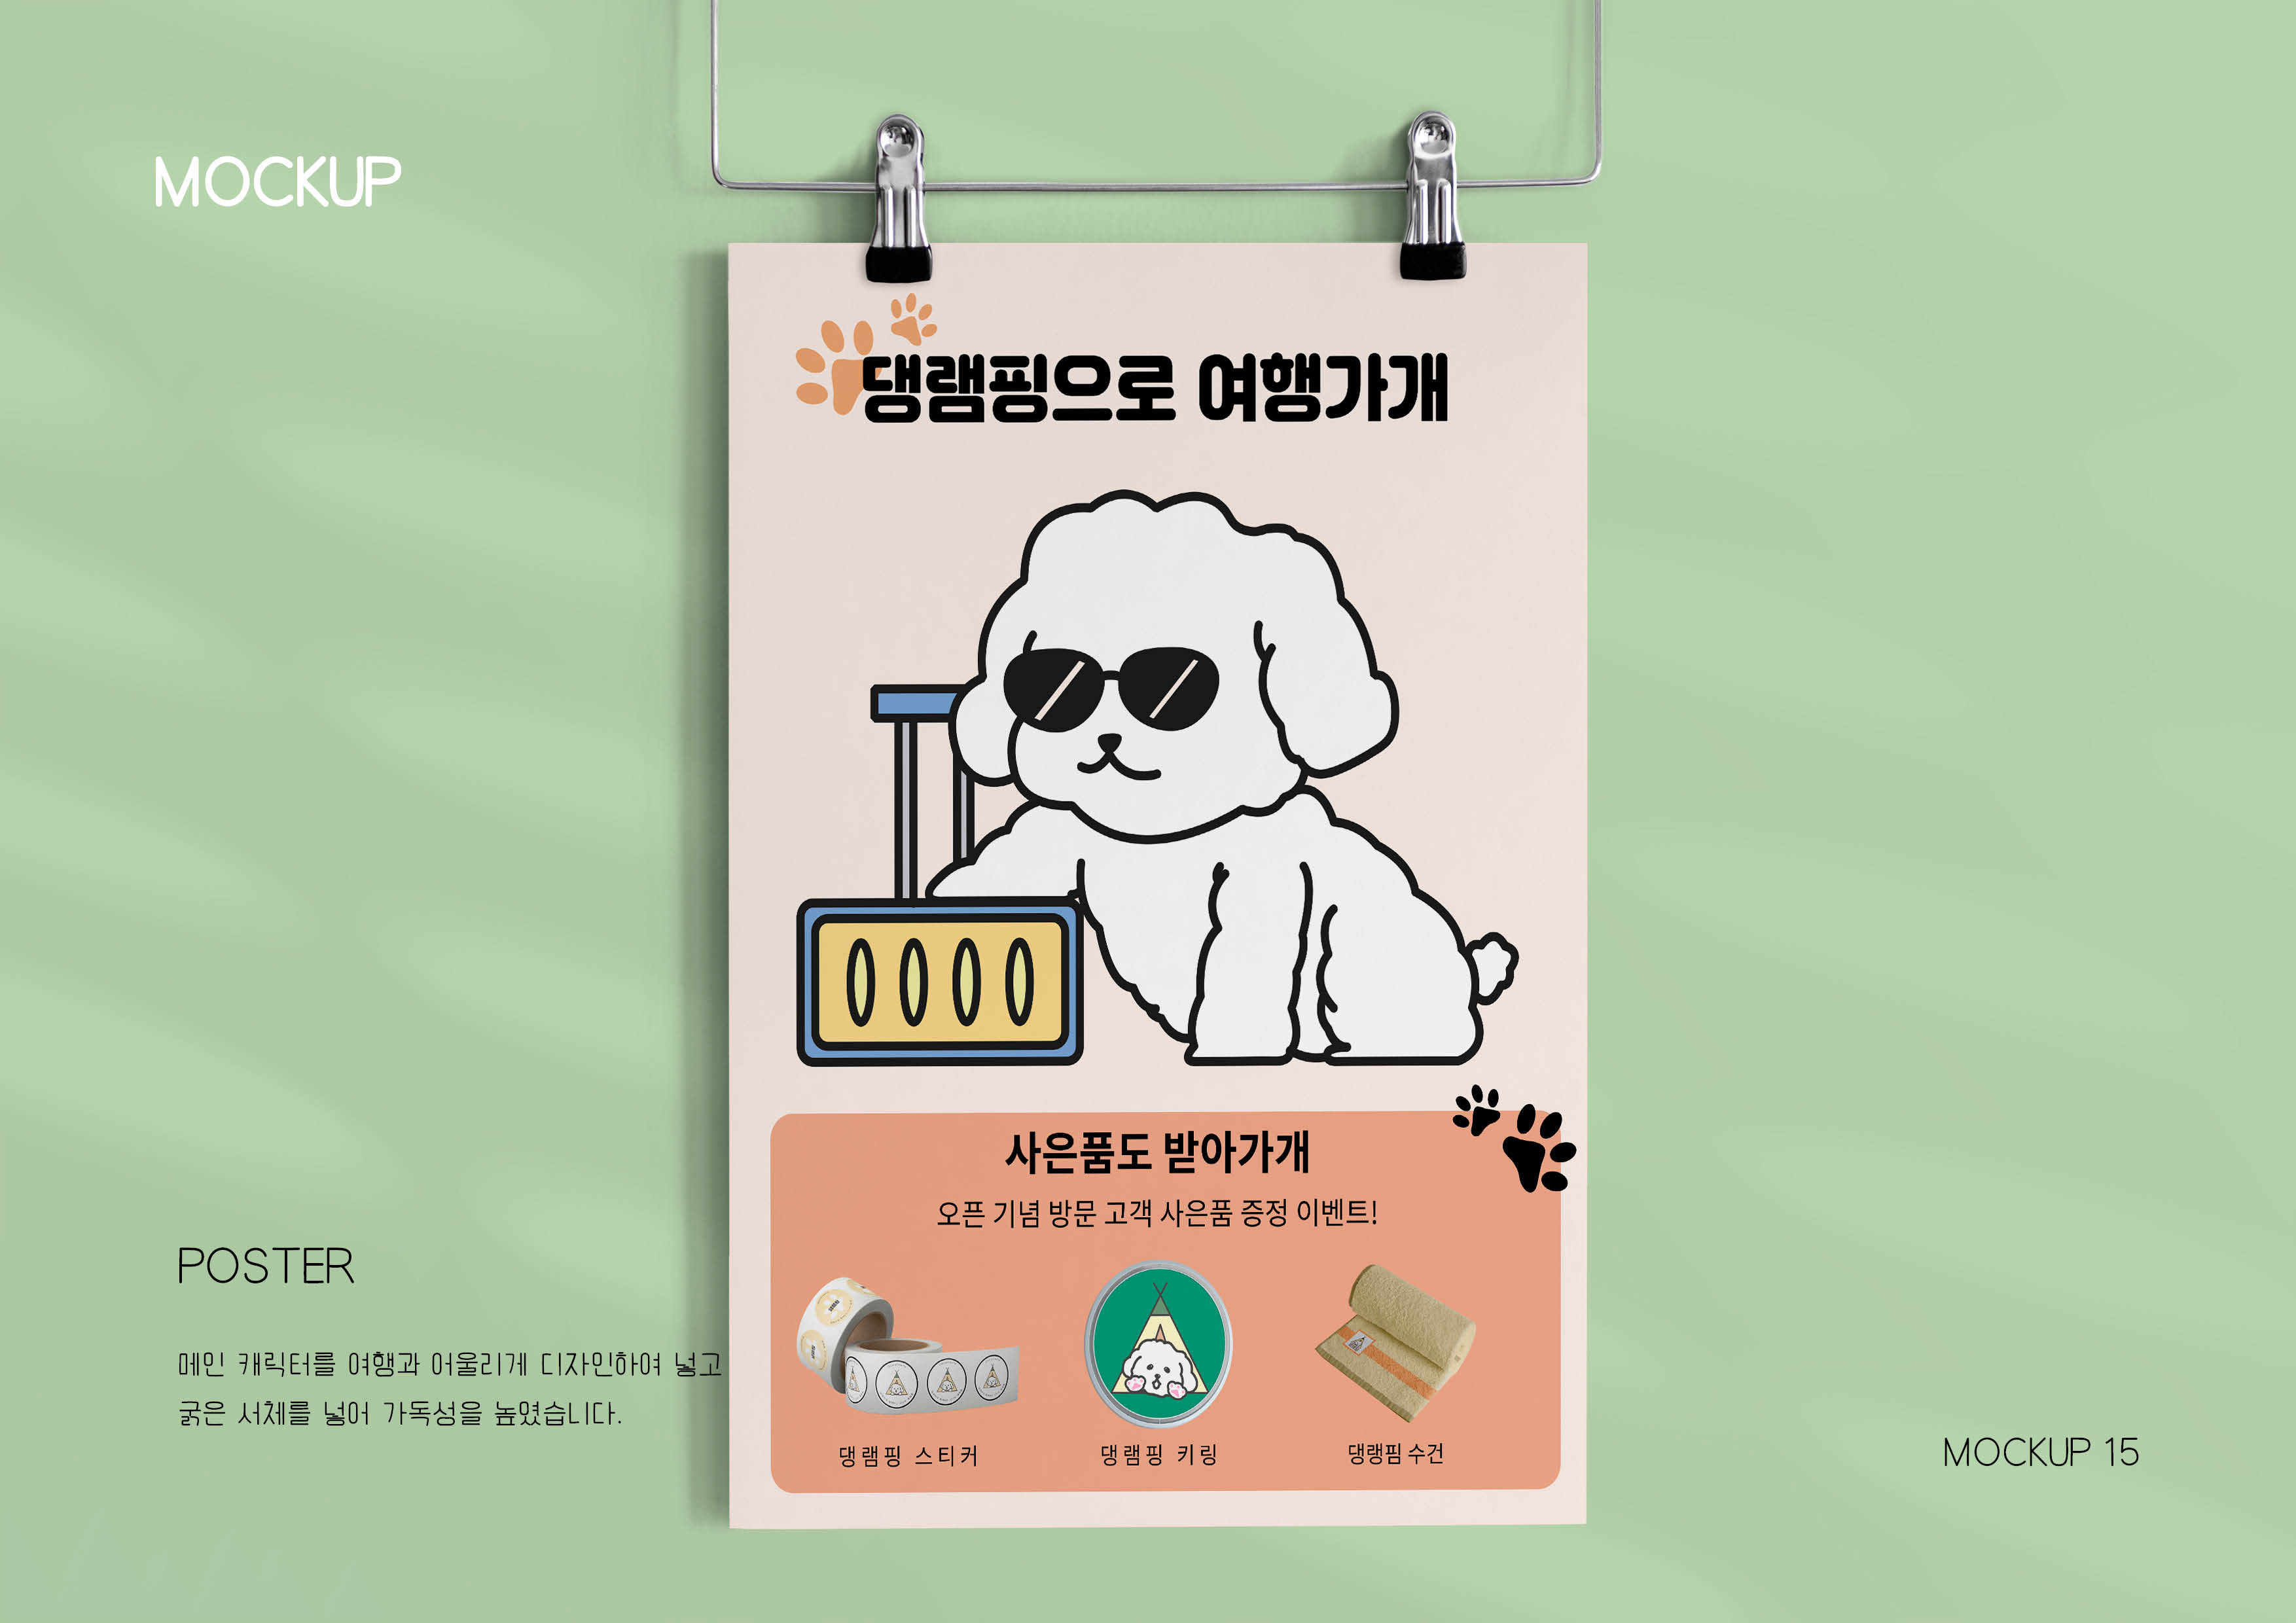 MOCKUP
댕램핑으로 여행가개
사은품도 받아가개
오픈 기념 방문 고객 사은품 증정 이벤트!
댕램핑 스티커
댕램핑 키링
댕랭핌 수건
POSTER
메인 캐릭터를 여행과 어울리게 디자인하여 넣고
굵은 서체를 넣어 가독성을 높였습니다.
MOCKUP 15